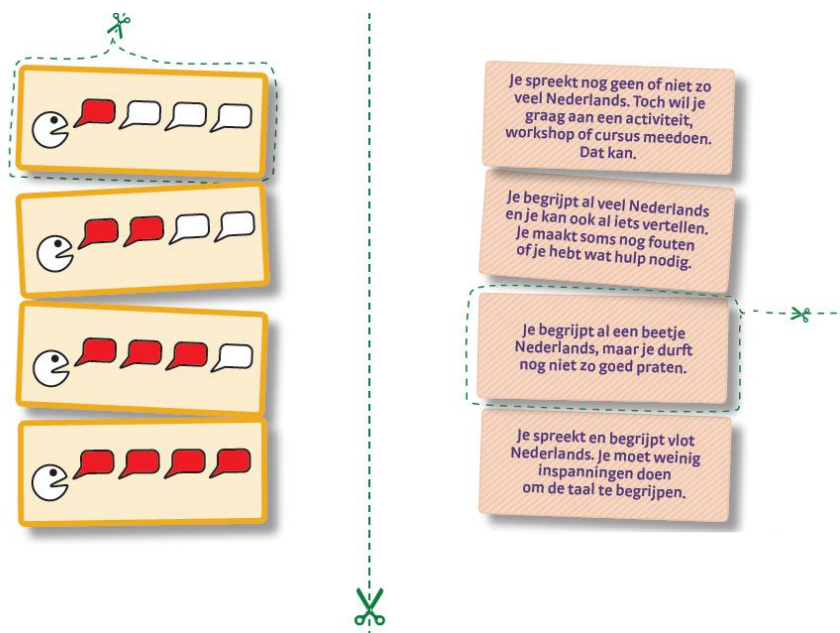 Je spreekt nog geen of niet zo
veel Nederlands. Toch wil je
graag aan een activiteit,
workshop of cursus meedoen.
Dat kan.
Je begrijpt al veel Nederlands
en je kan ook al iets vertellen.
Je maakt soms nog fouten
of je hebt wat hulp nodig.
Je begrijpt al een beetje
Nederlands, maar je durft
nog niet zo goed praten.
Je spreekt en begrijpt vlot
Nederlands. Je moet weinig
inspanningen doen
om de taal te begrijpen.